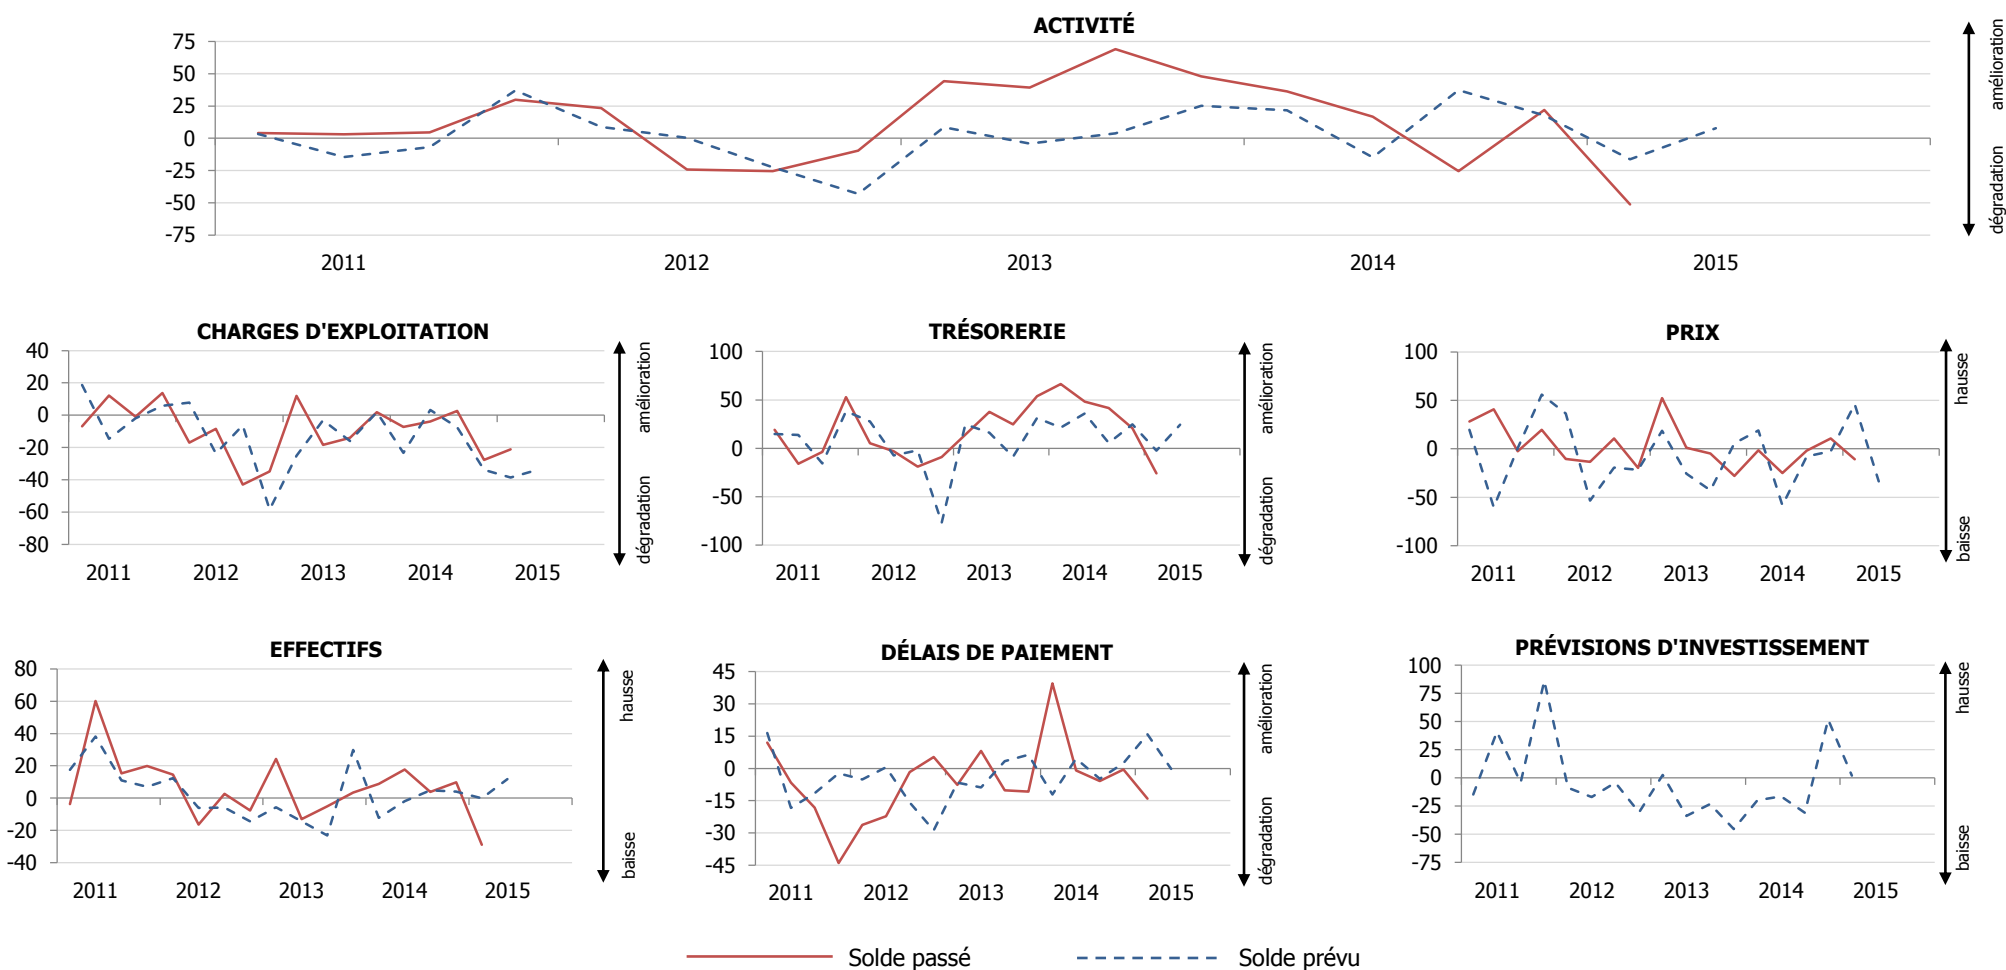 ACTIVITÉ
75
50
25
0
-25
-50
-75
2011 2012 2013 2014 2015
amélioration
dégradation
CHARGES D'EXPLOITATION
40
20
0
-20
-40
-60
-80
2011 2012 2013 2014 2015
amélioration
dégradation
TRÉSORERIE
100
50
0
-50
-100
2011 2012 2013 2014 2015
amélioration
dégradation
PRIX
100
50
0
-50
-100
2011 2012 2013 2014 2015
hausse
baisse
EFFECTIFS
80
60
40
20
0
-20
-40
2011 2012 2013 2014 2015
hausse
baisse
DÉLAIS DE PAIEMENT
45
30
15
0
-15
-30
-45
2011 2012 2013 2014 2015
amélioration
dégradation
PRÉVISIONS D'INVESTISSEMENT
100
75
50
25
0
-25
-50
-75
2011 2012 2013 2014 2015
hausse
baisse
Solde passé Solde prévu